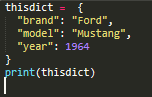 thisdict =  {
  "brand": "Ford",
  "model": "Mustang",
  "year": 1964
}
print(thisdict)